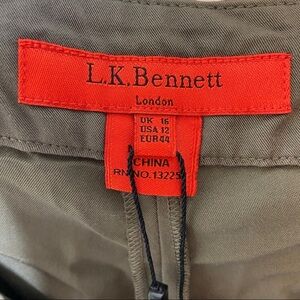 L.K.Bennett
London
UK 16
USA 12
EUR 44
CHINA
RN NO.13225